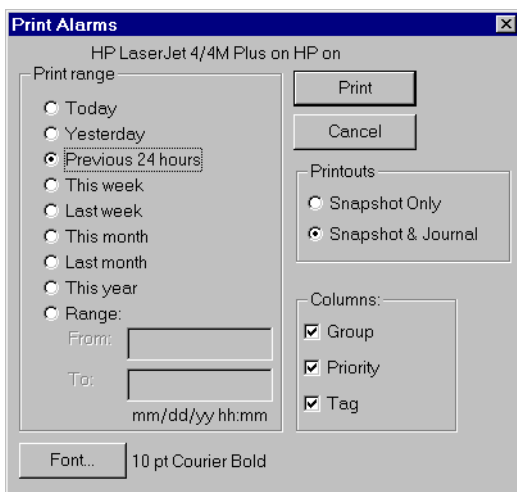 Print Alarms
HP LaserJet 4/4M Plus on HP on
Print range
Today
Yesterday
Previous 24 hours
This week
Last week
This month
Last month
This year
Range:
From:
To:
mm/dd/yy hh:mm
Print
Cancel
Printouts
Snapshot Only
Snapshot & Journal
Columns:
Group
Priority
Tag
Font...
10 pt Courier Bold